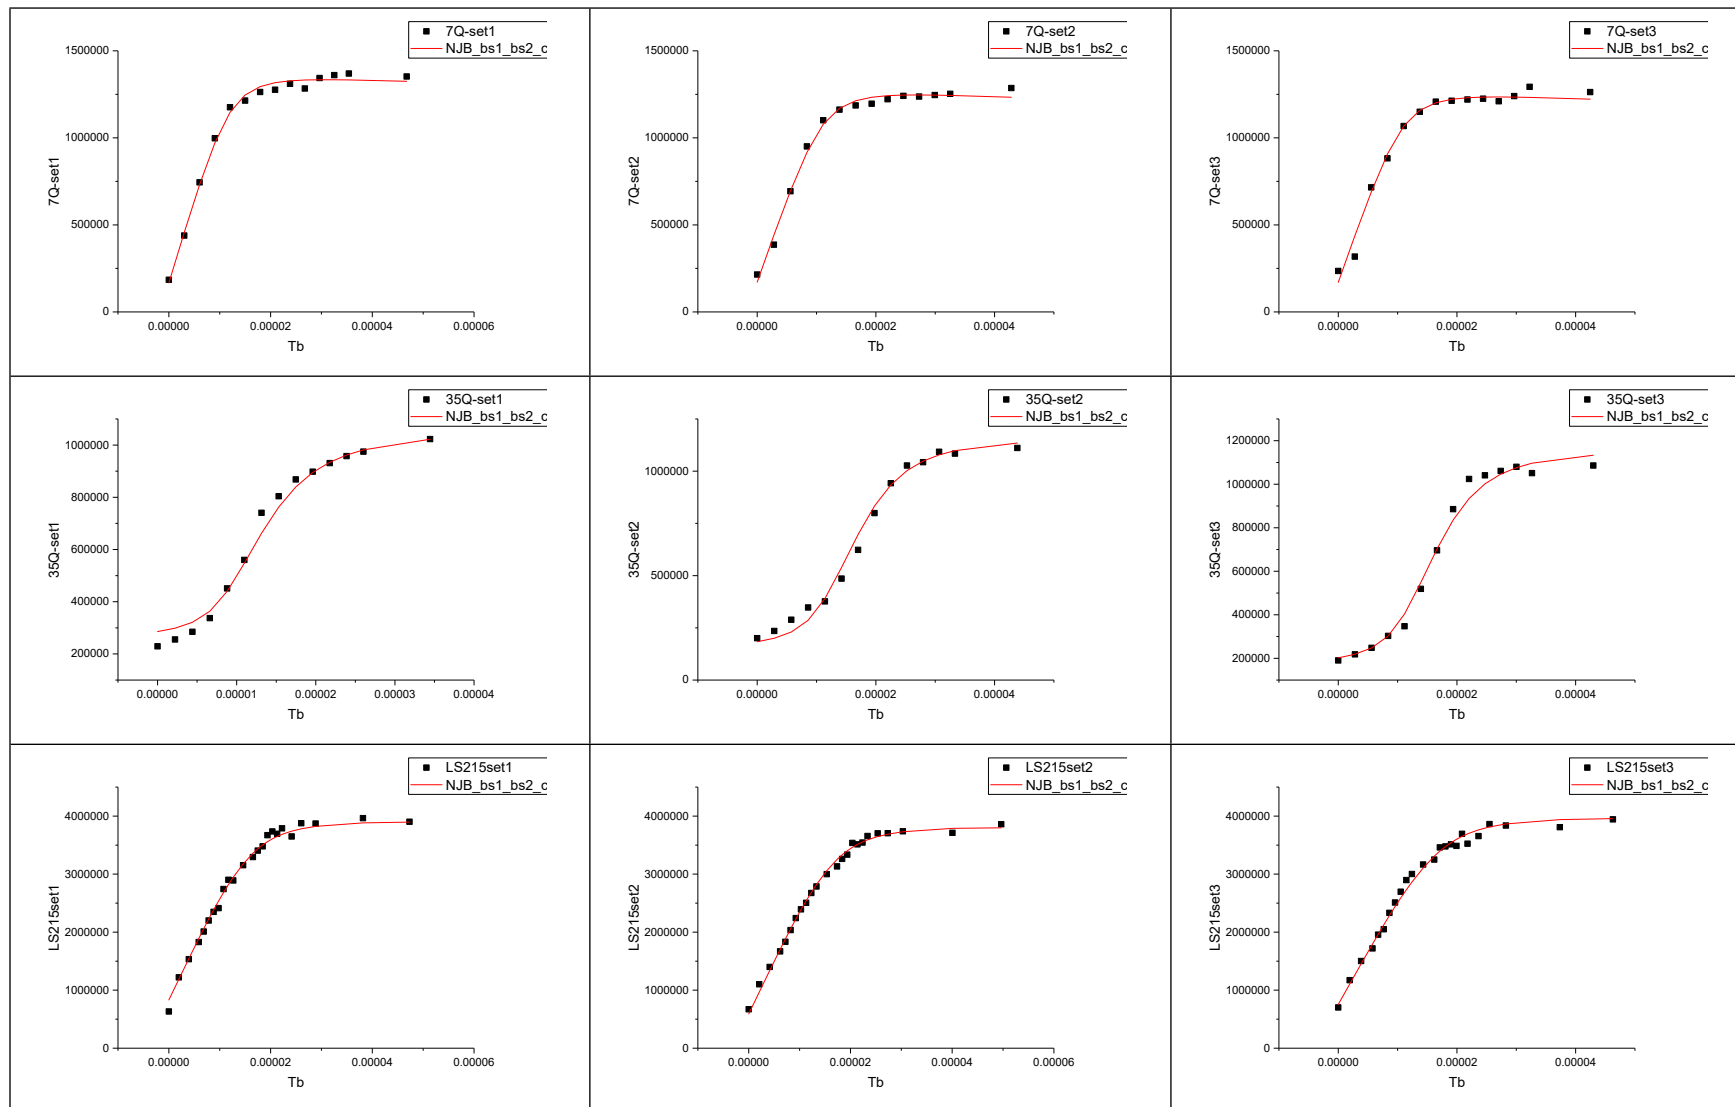 7Q-set1
NJB_bs1_bs2_c
1500000
1000000
500000
0
7Q-set1
0.00000
0.00002
0.00004
0.00006
Tb
7Q-set2
NJB_bs1_bs2_c
1500000
1000000
500000
0
7Q-set2
0.00000
0.00002
0.00004
Tb
7Q-set3
NJB_bs1_bs2_c
1500000
1000000
500000
0
7Q-set3
0.00000
0.00002
0.00004
Tb
35Q-set1
NJB_bs1_bs2_c
1000000
800000
600000
400000
200000
35Q-set1
0.00000
0.00001
0.00002
0.00003
0.00004
Tb
35Q-set2
NJB_bs1_bs2_c
1000000
500000
0
35Q-set2
0.00000
0.00002
0.00004
Tb
35Q-set3
NJB_bs1_bs2_c
1200000
1000000
800000
600000
400000
200000
35Q-set3
0.00000
0.00002
0.00004
Tb
LS215set1
NJB_bs1_bs2_c
4000000
3000000
2000000
1000000
0
LS215set1
0.00000
0.00002
0.00004
0.00006
Tb
LS215set2
NJB_bs1_bs2_c
4000000
3000000
2000000
1000000
0
LS215set2
0.00000
0.00002
0.00004
0.00006
Tb
LS215set3
NJB_bs1_bs2_c
4000000
3000000
2000000
1000000
0
LS215set3
0.00000
0.00002
0.00004
Tb